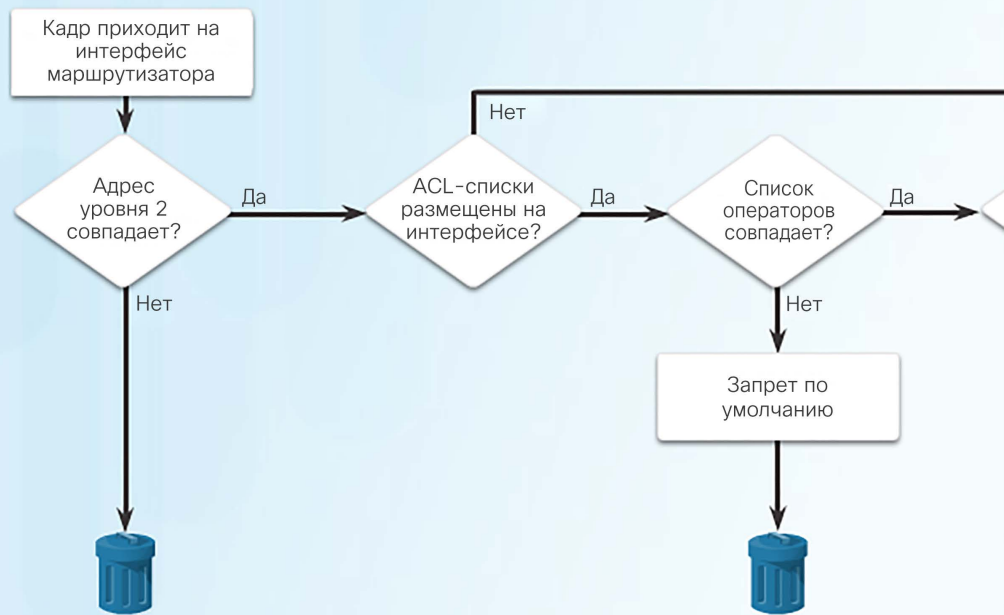 Кадр приходит на
интерфейс
маршрутизатора
Нет
Адрес
уровня 2
совпадает?
Да
ACL-списки
размещены на
интерфейсе?
Да
Список
операторов
совпадает?
Да
Нет
Нет
Запрет по
умолчанию